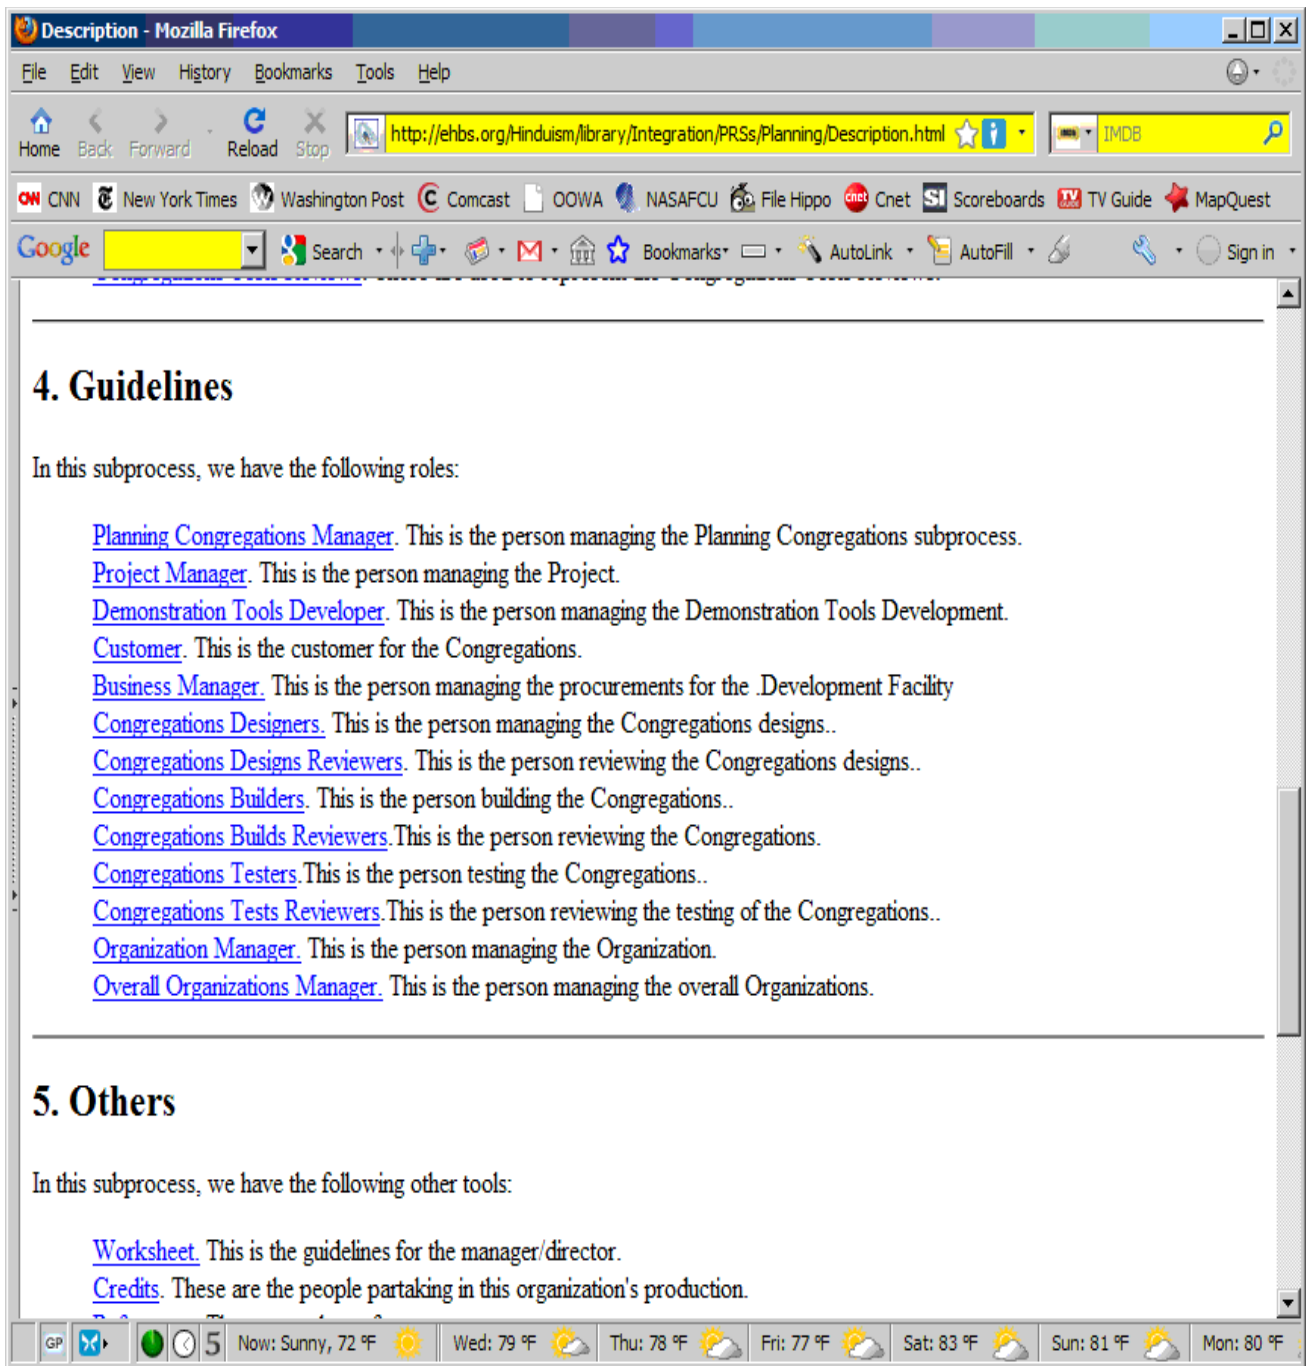 Description - Mozilla Firefox
File Edit View History Bookmarks Tools Help
Home Back Forward Reload Stop http://ehbs.org/Hinduism/library/Integration/PRSs/Planning/Description.html IMDB
CNN New York Times Washington Post Comcast OOWA NASAFCU File Hippo Cnet Scoreboards TV Guide MapQuest
Google Search Bookmarks AutoLink AutoFill Sign in
4. Guidelines
In this subprocess, we have the following roles:
Planning Congregations Manager. This is the person managing the Planning Congregations subprocess.
Project Manager. This is the person managing the Project.
Demonstration Tools Developer. This is the person managing the Demonstration Tools Development.
Customer. This is the customer for the Congregations.
Business Manager. This is the person managing the procurements for the .Development Facility
Congregations Designers. This is the person managing the Congregations designs..
Congregations Designs Reviewers. This is the person reviewing the Congregations designs..
Congregations Builders. This is the person building the Congregations..
Congregations Builds Reviewers.This is the person reviewing the Congregations.
Congregations Testers.This is the person testing the Congregations..
Congregations Tests Reviewers.This is the person reviewing the testing of the Congregations..
Organization Manager. This is the person managing the Organization.
Overall Organizations Manager. This is the person managing the overall Organizations.
5. Others
In this subprocess, we have the following other tools:
Worksheet. This is the guidelines for the manager/director.
Credits. These are the people partaking in this organization's production.
GP 5 Now: Sunny, 72 °F Wed: 79 °F Thu: 78 °F Fri: 77 °F Sat: 83 °F Sun: 81 °F Mon: 80 °F